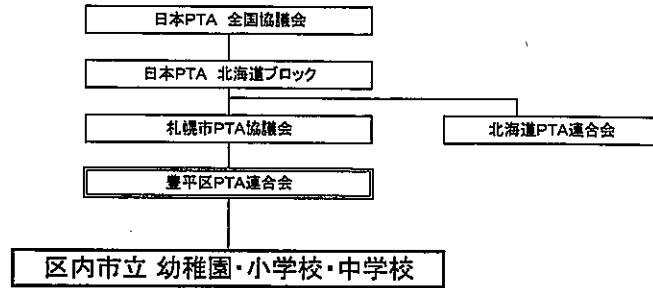 日本PTA 全国協議会
日本PTA 北海道ブロック
札幌市PTA協議会
北海道PTA連合会
豊平区PTA連合会
区内市立 幼稚園・小学校・中学校